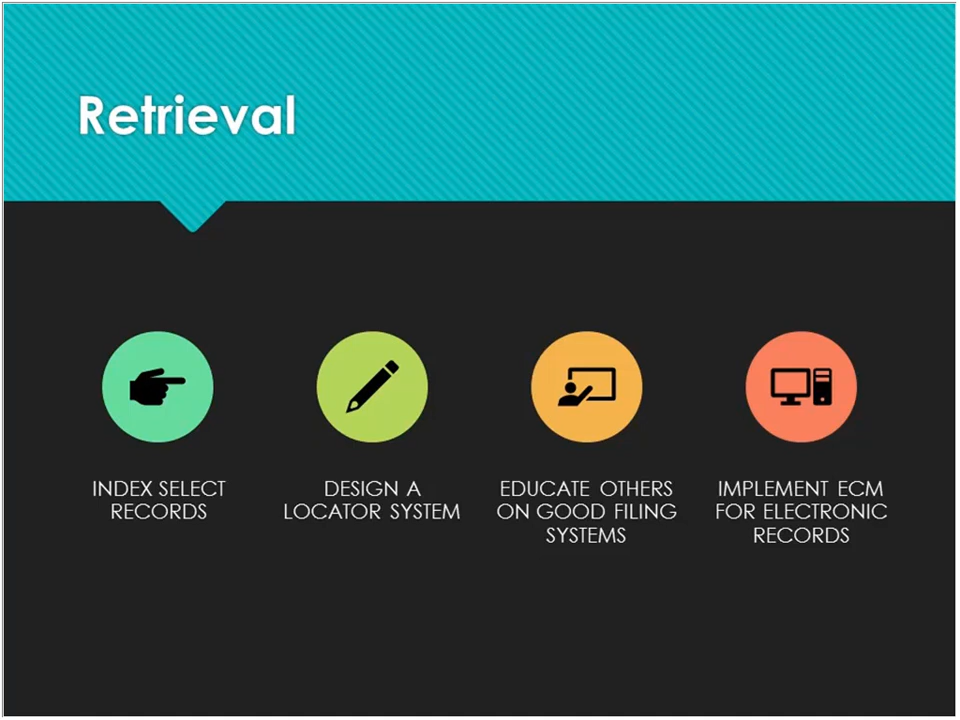 Retrieval
INDEX SELECT
RECORDS
DESIGN A
LOCATOR SYSTEM
EDUCATE OTHERS
ON GOOD FILING
SYSTEMS
IMPLEMENT ECM
FOR ELECTRONIC
RECORDS